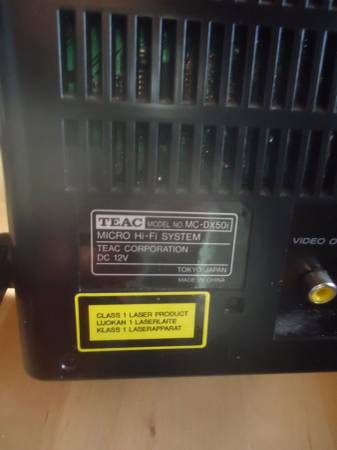 TEAC MODEL NO. MC-DX50i
MICRO Hi-Fi SYSTEM
TEAC CORPORATION
DC 12V
TOKYO JAPAN
MADE IN CHINA
VIDEO O
CLASS 1 LASER PRODUCT
LUOKAN 1 LASERLAITE
KLASS 1 LASERAPPARAT